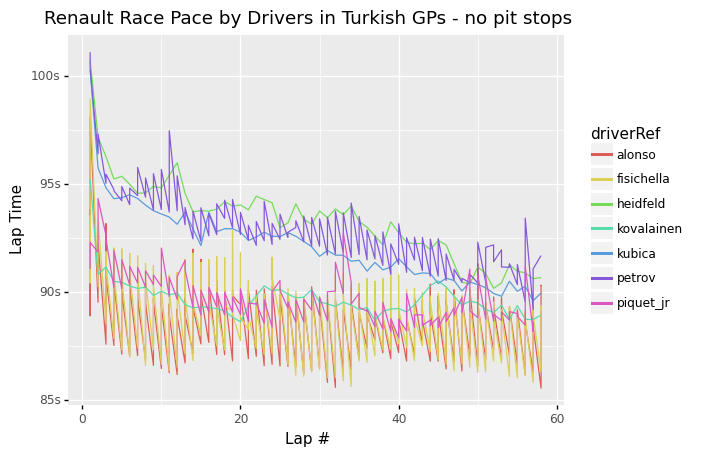 Renault Race Pace by Drivers in Turkish GPs - no pit stops
100s
95s
90s
85s
0
20
40
60
Lap Time
Lap #
driverRef
alonso
fisichella
heidfeld
kovalainen
kubica
petrov
piquet_jr